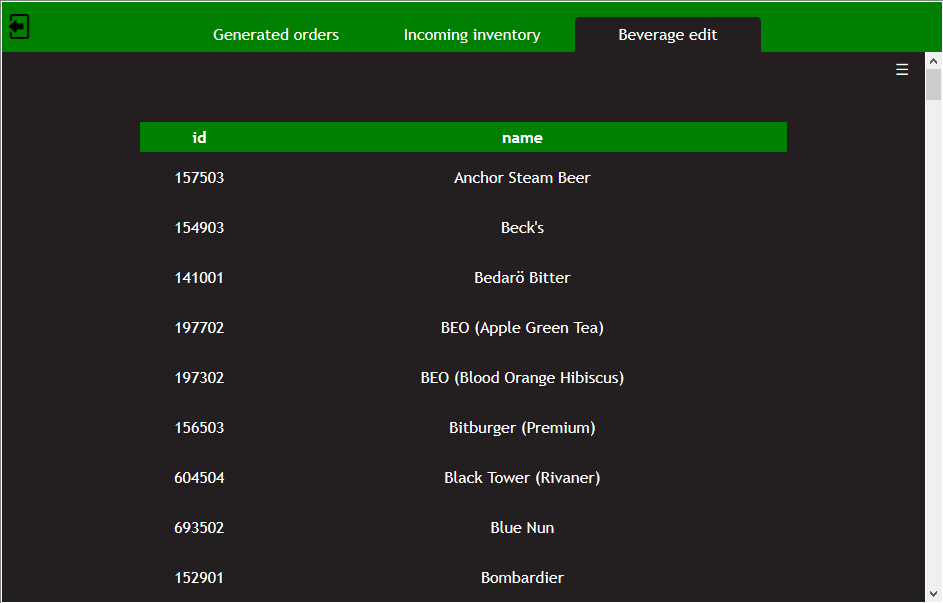 Generated orders Incoming inventory Beverage edit
id name
157503 Anchor Steam Beer
154903 Beck's
141001 Bedarö Bitter
197702 BEO (Apple Green Tea)
197302 BEO (Blood Orange Hibiscus)
156503 Bitburger (Premium)
604504 Black Tower (Rivaner)
693502 Blue Nun
152901 Bombardier